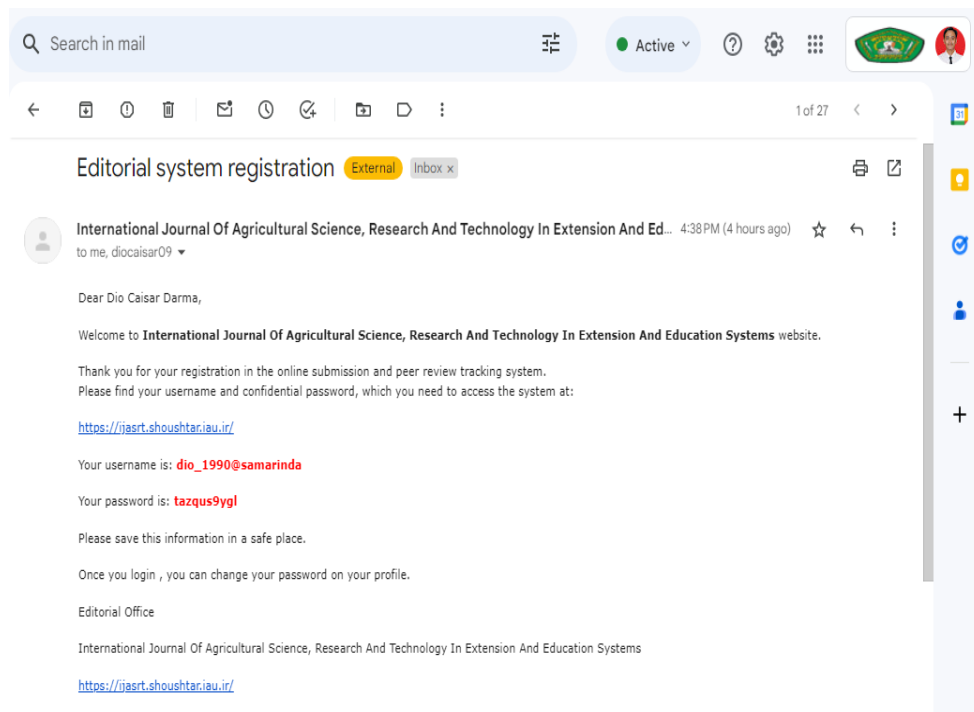 Search in mail
Active
Editorial system registration External Inbox x
1 of 27
31
International Journal Of Agricultural Science, Research And Technology In Extension And Ed... 4:38 PM (4 hours ago)
to me, diocaisar09
Dear Dio Caisar Darma,
Welcome to International Journal Of Agricultural Science, Research And Technology In Extension And Education Systems website.
Thank you for your registration in the online submission and peer review tracking system.
Please find your username and confidential password, which you need to access the system at:
https://ijasrt.shoushtar.iau.ir/
Your username is: dio_1990@samarinda
Your password is: tazqus9ygl
Please save this information in a safe place.
Once you login , you can change your password on your profile.
Editorial Office
International Journal Of Agricultural Science, Research And Technology In Extension And Education Systems
https://ijasrt.shoushtar.iau.ir/